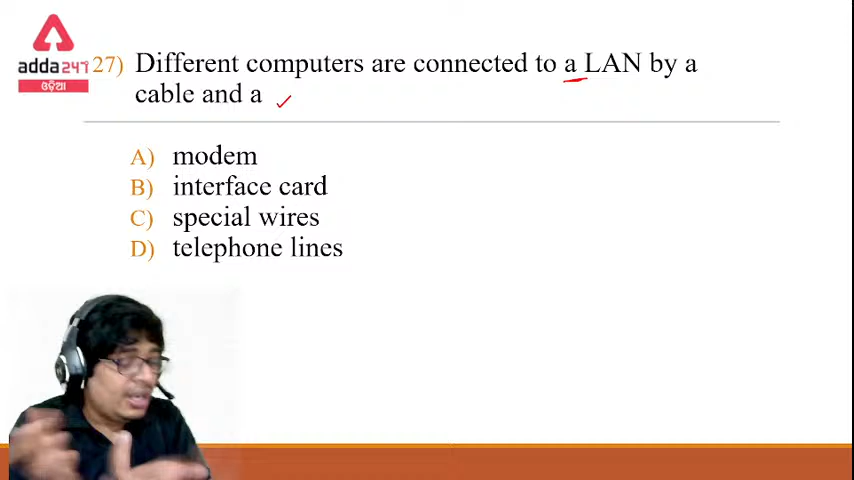 adda247
ଓଡ଼ିଆ
27) Different computers are connected to a LAN by a
cable and a
A) modem
B) interface card
C) special wires
D) telephone lines